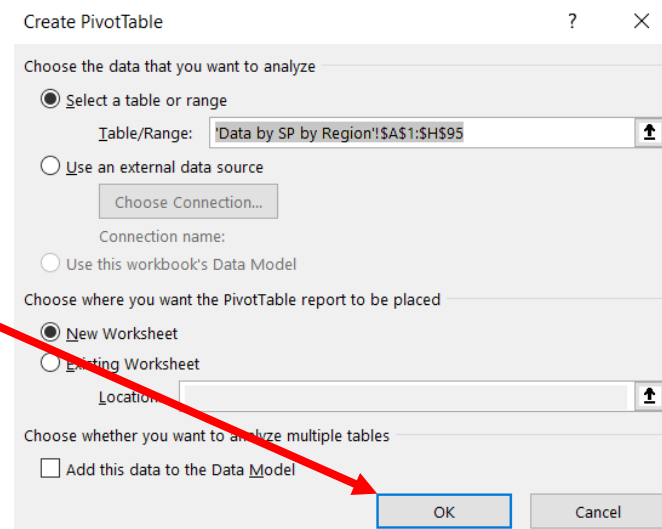 Create PivotTable ?
Choose the data that you want to analyze
Select a table or range
Table/Range: 'Data by SP by Region'!$A$1:$H$95
Use an external data source
Choose Connection...
Connection name:
Use this workbook's Data Model
Choose where you want the PivotTable report to be placed
New Worksheet
Existing Worksheet
Location:
Choose whether you want to analyze multiple tables
Add this data to the Data Model
OK Cancel